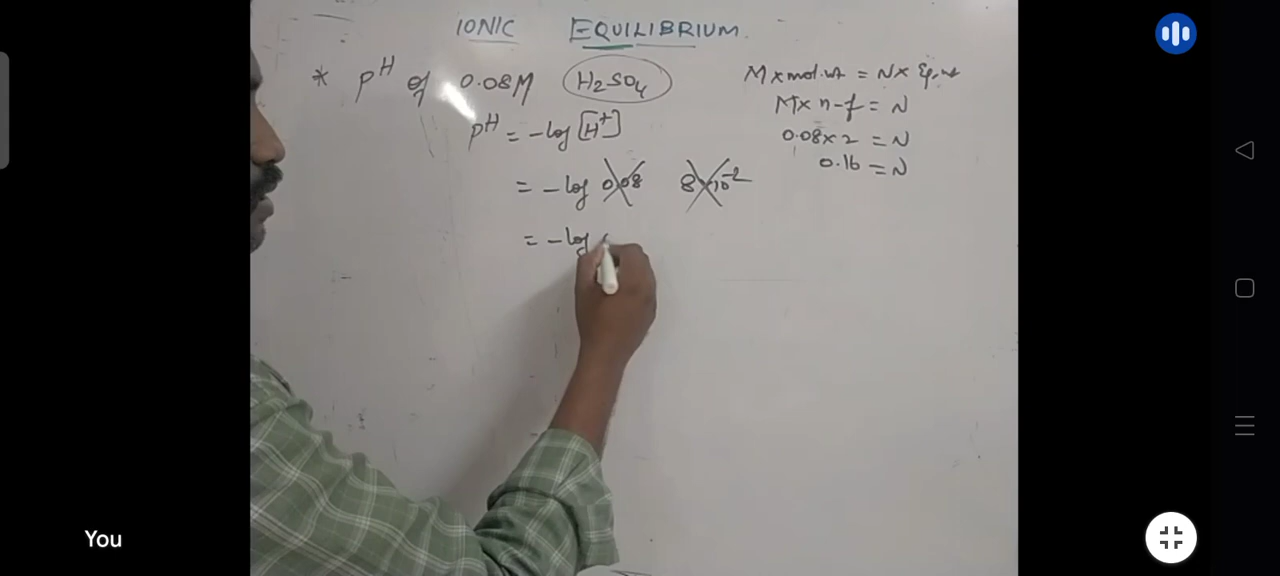 IONIC EQUILIBRIUM.
* pH of 0.08M H2SO4
pH = -log [H+]
= -log 0.08 8×10-2
= -log
M x mol.wt = N x Eq.wt
M x n-f = N
0.08 x 2 = N
0.16 = N
You